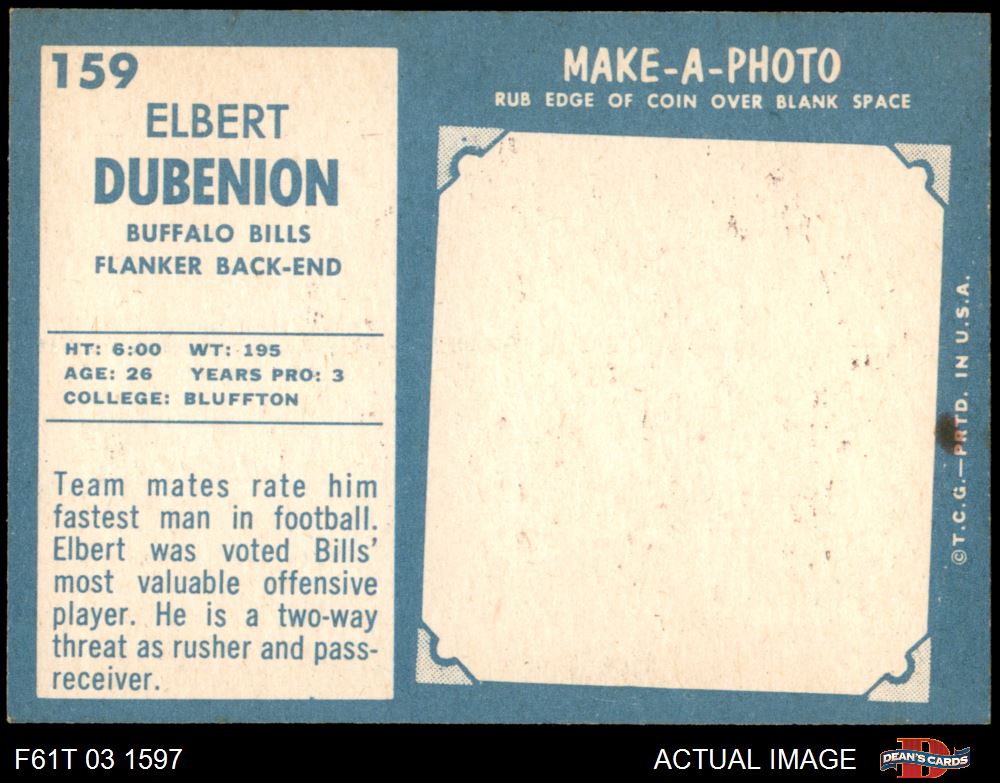 159
ELBERT
DUBENION
BUFFALO BILLS
FLANKER BACK-END
HT: 6:00 WT: 195
AGE: 26 YEARS PRO: 3
COLLEGE: BLUFFTON
Team mates rate him
fastest man in football.
Elbert was voted Bills'
most valuable offensive
player. He is a two-way
threat as rusher and pass-
receiver.
MAKE-A-PHOTO
RUB EDGE OF COIN OVER BLANK SPACE
©T.C.G.—PRTD. IN U.S.A.
F61T 03 1597
ACTUAL IMAGE
DEAN'S CARDS